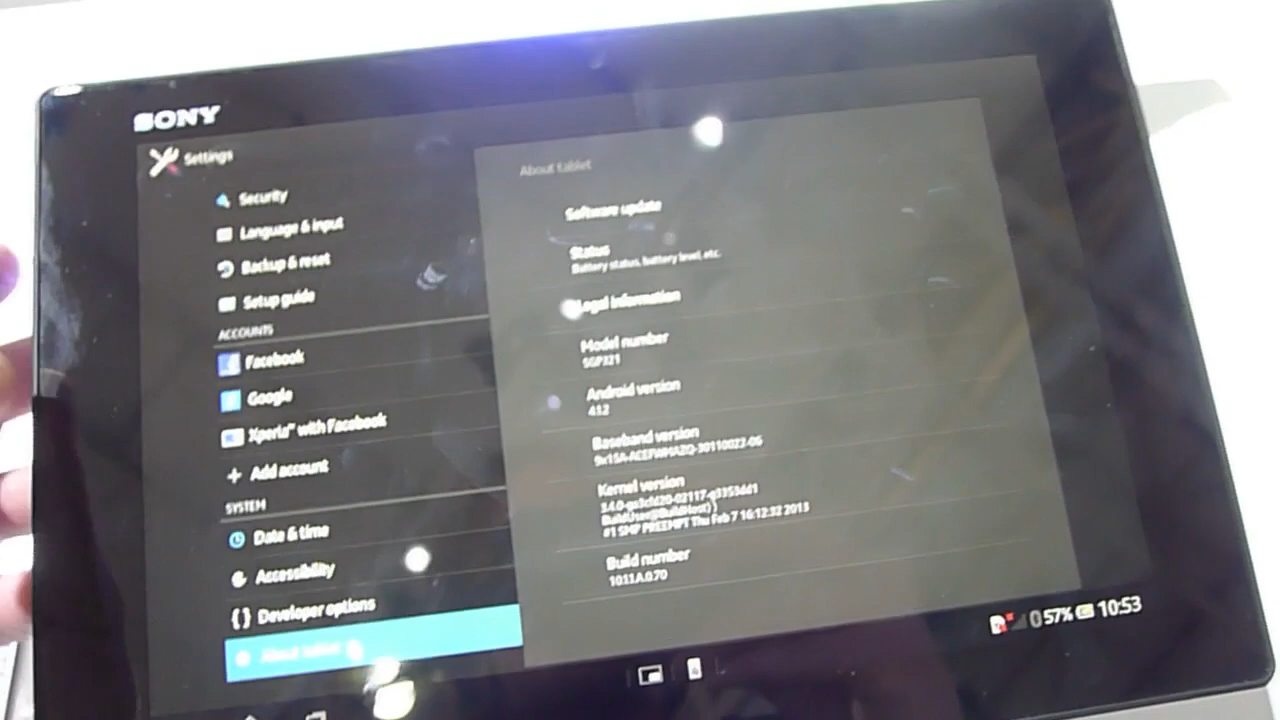 SONY
Settings
Security
Language & input
Backup & reset
Setup guide
ACCOUNTS
Facebook
Google
Xperia™ with Facebook
Add account
SYSTEM
Date & time
Accessibility
{ } Developer options
About tablet
About tablet
Software update
Status
Battery status, battery level, etc.
Legal information
Model number
SGP321
Android version
4.1.2
Baseband version
Kernel version
#1 SMP PREEMPT Thu Feb 7 16:12:32 2013
Build number
10.1.1.A.0.70
57% 10:53